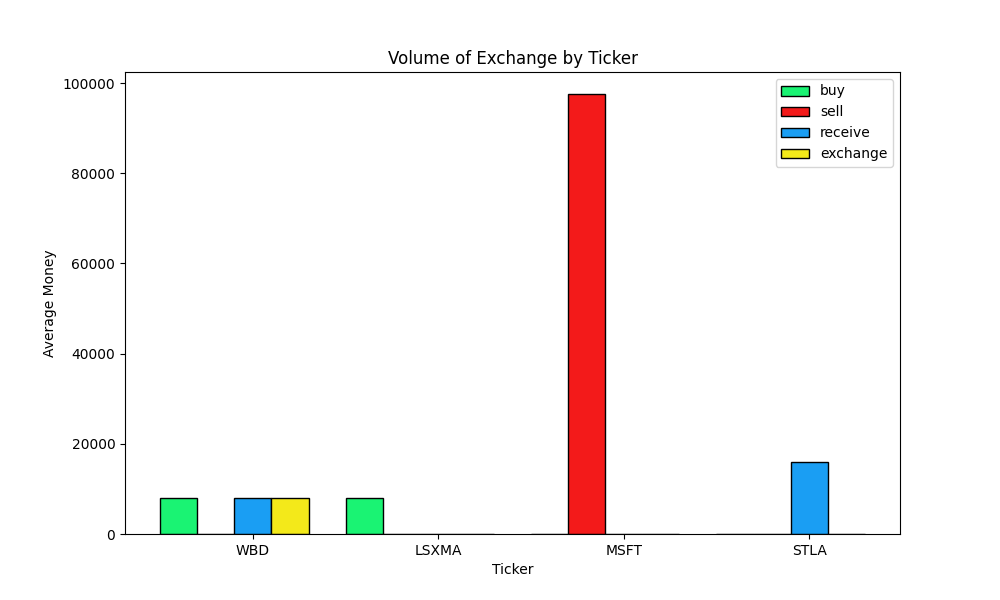 Volume of Exchange by Ticker
100000
80000
60000
40000
20000
0
Average Money
buy
sell
receive
exchange
WBD
LSXMA
MSFT
STLA
Ticker